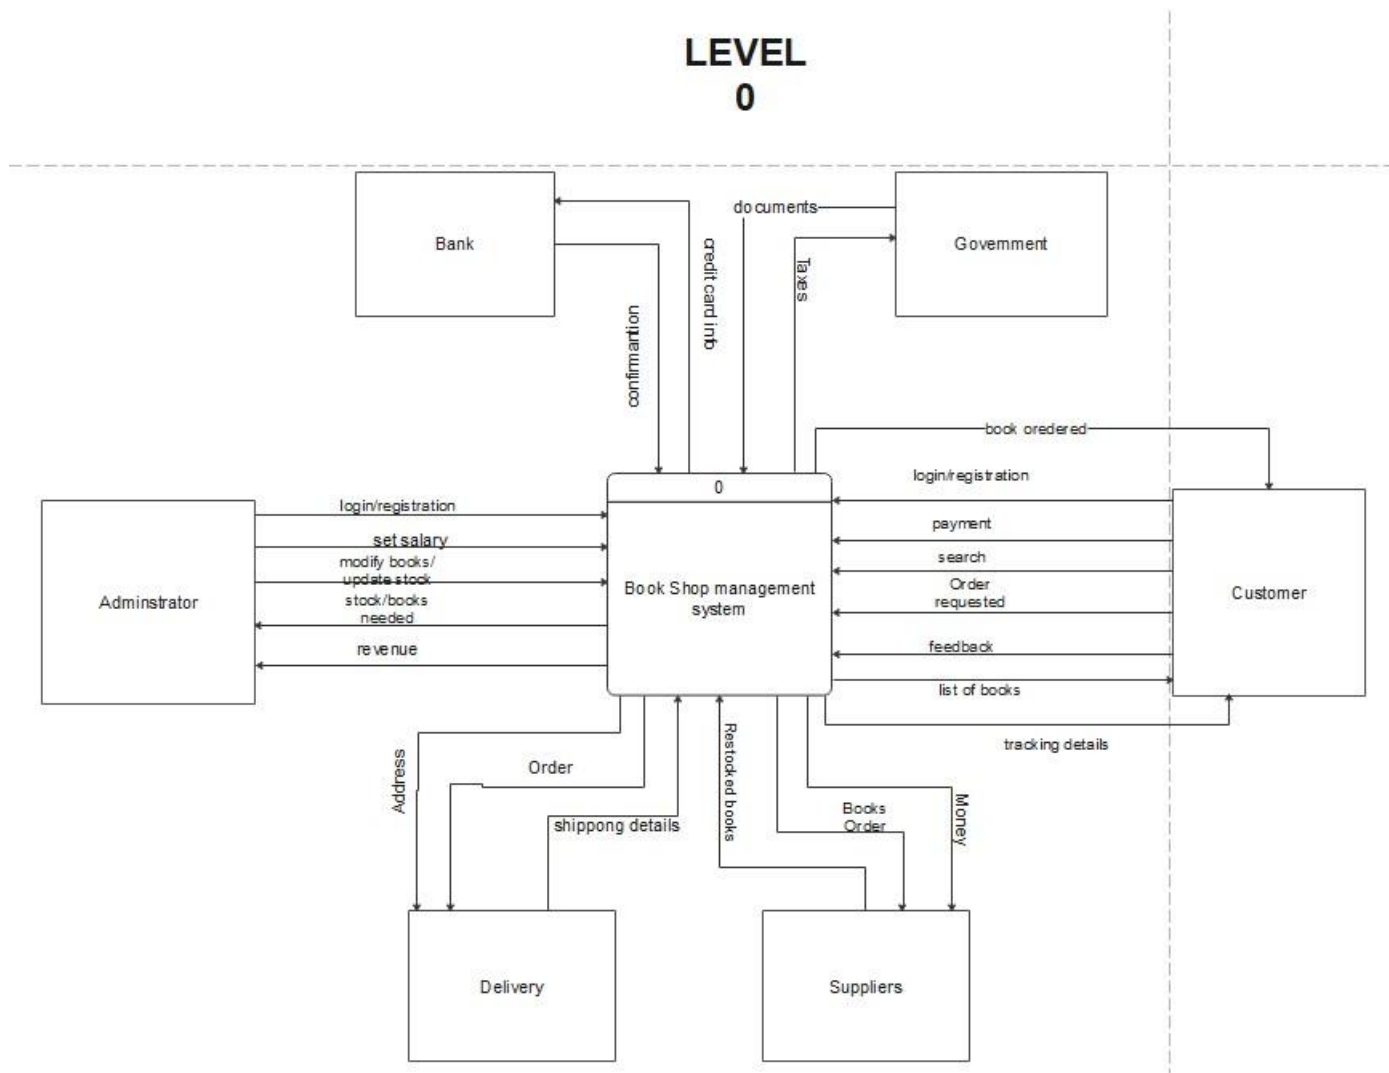 LEVEL
0
Bank
Government
documents
Taxes
credit card info
confirmantion
book oredered
login/registration
payment
search
Order
requested
feedback
list of books
tracking details
Customer
0
Book Shop management
system
login/registration
set salary
modify books/
update stock
stock/books
needed
revenue
Adminstrator
Address
Order
shippong details
Restocked books
Books
Order
Money
Delivery
Suppliers